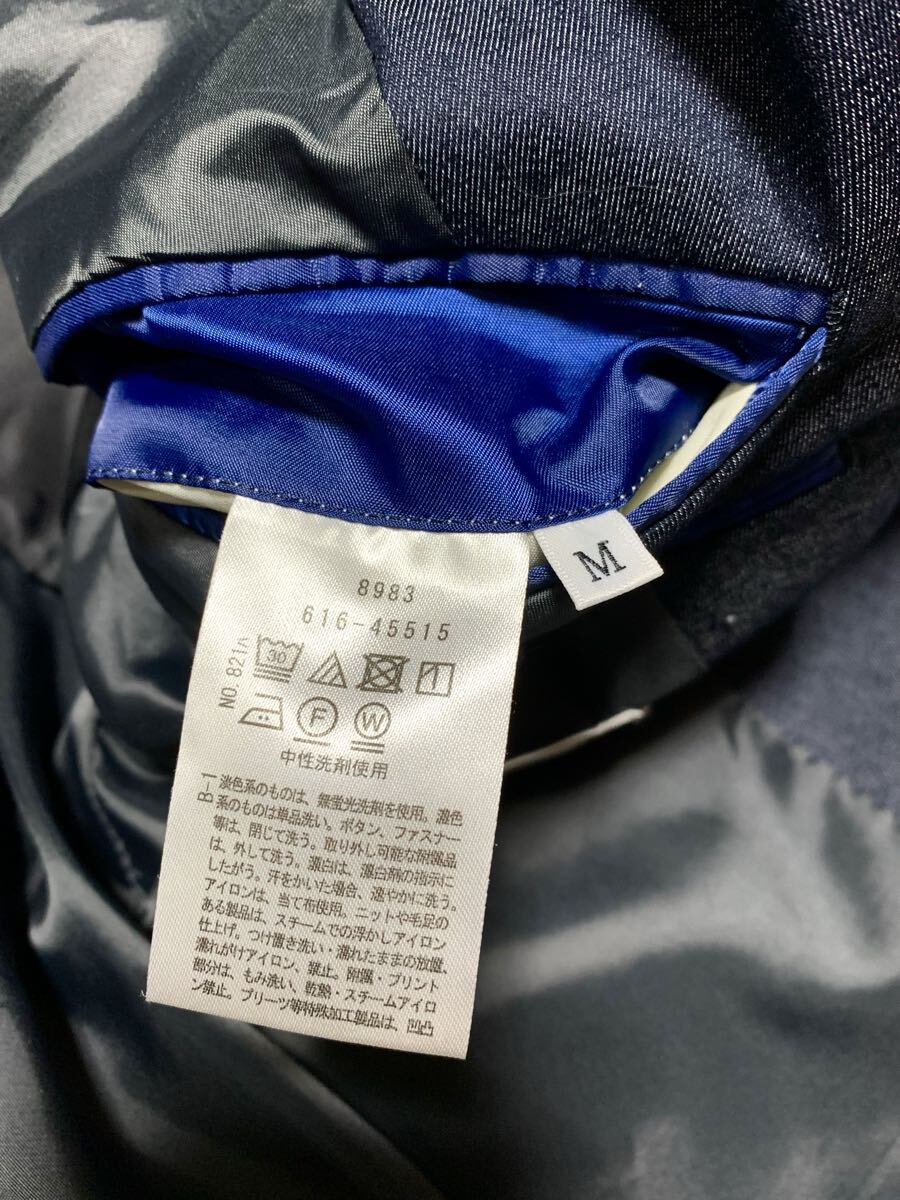 M
8983
616-45515
NO. 821A
30
F W
中性洗剤使用
B-1
淡色系のものは、無蛍光洗剤を使用。濃色
系のものは単品洗い。ボタン、ファスナー
等は、閉じて洗う。取り外し可能な附属品
は、外して洗う。漂白は、漂白剤の指示に
したがう。汗をかいた場合、速やかに洗う。
アイロンは、当て布使用。ニットや毛足の
ある製品は、スチームでの浮かしアイロン
仕上げ。つけ置き洗い・濡れたままの放置、
濡れがけアイロン、禁止。附属・プリント
部分は、もみ洗い、乾熱・スチームアイロ
ン禁止。プリーツ等特殊加工製品は、凹凸